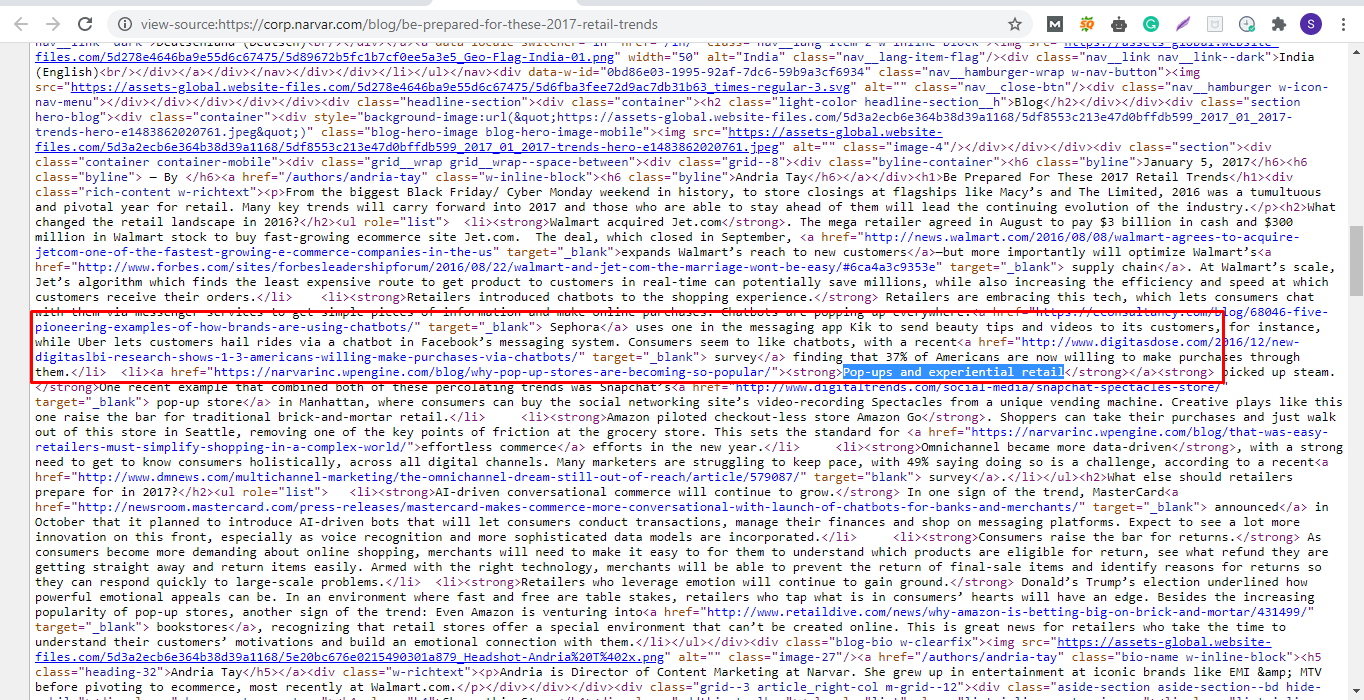 view-source:https://corp.narvar.com/blog/be-prepared-for-these-2017-retail-trends
files.com/5d278e4646ba9e55d6c67475/5d89672b5fc1b7cf0ee5a3e5_Geo-Flag-India-01.png" width="50" alt="India" class="nav__lang-item-flag"/><div class="nav__link nav__link--dark">India
(English)<br/></div></a></div></nav></div></div></li></ul></nav><div data-w-id="0bd86e03-1995-92af-7dc6-59b9a3cf6934" class="nav__hamburger-wrap w-nav-button"><img
src="https://assets-global.website-files.com/5d278e4646ba9e55d6c67475/5d6fba3fee72d9ac7db31b63_times-regular-3.svg" alt="" class="nav__close-btn"/><div class="nav__hamburger w-icon-
nav-menu"></div></div></div></div></div><div class="headline-section"><div class="container"><h2 class="light-color headline-section__h">Blog</h2></div></div><div class="section
hero-blog"><div class="container"><div style="background-image:url(&quot;https://assets-global.website-files.com/5d3a2ecb6e364b38d39a1168/5df8553c213e47d0bffdb599_2017_01_2017-
trends-hero-e1483862020761.jpeg&quot;)" class="blog-hero-image blog-hero-image-mobile"><img src="https://assets-global.website-
files.com/5d3a2ecb6e364b38d39a1168/5df8553c213e47d0bffdb599_2017_01_2017-trends-hero-e1483862020761.jpeg" alt="" class="image-4"/></div></div></div><div class="section"><div
class="container container-mobile"><div class="grid__wrap grid__wrap--space-between"><div class="grid--8"><div class="byline-container"><h6 class="byline">January 5, 2017</h6><h6
class="byline"> — By </h6><a href="/authors/andria-tay" class="w-inline-block"><h6 class="byline">Andria Tay</h6></a></div><h1>Be Prepared For These 2017 Retail Trends</h1><div
class="rich-content w-richtext"><p>From the biggest Black Friday/ Cyber Monday weekend in history, to store closings at flagships like Macy’s and The Limited, 2016 was a tumultuous
and pivotal year for retail. Many key trends will carry forward into 2017 and those who are able to stay ahead of them will lead the continuing evolution of the industry.</p><h2>What
changed the retail landscape in 2016?</h2><ul role="list">  <li><strong>Walmart acquired Jet.com</strong>. The mega retailer agreed in August to pay $3 billion in cash and $300
million in Walmart stock to buy fast-growing ecommerce site Jet.com.  The deal, which closed in September, <a href="http://news.walmart.com/2016/08/08/walmart-agrees-to-acquire-
jetcom-one-of-the-fastest-growing-e-commerce-companies-in-the-us" target="_blank">expands Walmart’s reach to new customers</a>—but more importantly will optimize Walmart’s<a
href="http://www.forbes.com/sites/forbesleadershipforum/2016/08/22/walmart-and-jet-com-the-marriage-wont-be-easy/#6ca4a3c9353e" target="_blank"> supply chain</a>. At Walmart’s scale,
Jet’s algorithm which finds the least expensive route to get product to customers in real-time can potentially save millions, while also increasing the efficiency and speed at which
customers receive their orders.</li>    <li><strong>Retailers introduced chatbots to the shopping experience.</strong> Retailers are embracing this tech, which lets consumers chat
with them via messenger services to get simple pieces of information and make online purchases. Chatbots are popping up everywhere.<a href="https://econsultancy.com/blog/68046-five-
pioneering-examples-of-how-brands-are-using-chatbots/" target="_blank"> Sephora</a> uses one in the messaging app Kik to send beauty tips and videos to its customers, for instance,
while Uber lets customers hail rides via a chatbot in Facebook’s messaging system. Consumers seem to like chatbots, with a recent<a href="http://www.digitasdose.com/2016/12/new-
digitaslbi-research-shows-1-3-americans-willing-make-purchases-via-chatbots/" target="_blank"> survey</a> finding that 37% of Americans are now willing to make purchases through
them.</li>  <li><a href="https://narvarinc.wpengine.com/blog/why-pop-up-stores-are-becoming-so-popular/"><strong>Pop-ups and experiential retail</strong></a><strong> picked up steam.
</strong>One recent example that combined both of these percolating trends was Snapchat’s<a href="http://www.digitaltrends.com/social-media/snapchat-spectacles-store/"
target="_blank"> pop-up store</a> in Manhattan, where consumers can buy the social networking site’s video-recording Spectacles from a unique vending machine. Creative plays like this
one raise the bar for traditional brick-and-mortar retail.</li>    <li><strong>Amazon piloted checkout-less store Amazon Go</strong>. Shoppers can take their purchases and just walk
out of this store in Seattle, removing one of the key points of friction at the grocery store. This sets the standard for <a href="https://narvarinc.wpengine.com/blog/that-was-easy-
retailers-must-simplify-shopping-in-a-complex-world/">effortless commerce</a> efforts in the new year.</li>    <li><strong>Omnichannel became more data-driven</strong>, with a strong
need to get to know consumers holistically, across all digital channels. Many marketers are struggling to keep pace, with 49% saying doing so is a challenge, according to a recent<a
href="http://www.dmnews.com/multichannel-marketing/the-omnichannel-dream-still-out-of-reach/article/579087/" target="_blank"> survey</a>.</li></ul><h2>What else should retailers
prepare for in 2017?</h2><ul role="list">  <li><strong>AI-driven conversational commerce will continue to grow.</strong> In one sign of the trend, MasterCard<a
href="http://newsroom.mastercard.com/press-releases/mastercard-makes-commerce-more-conversational-with-launch-of-chatbots-for-banks-and-merchants/" target="_blank"> announced</a> in
October that it planned to introduce AI-driven bots that will let consumers conduct transactions, manage their finances and shop on messaging platforms. Expect to see a lot more
innovation on this front, especially as voice recognition and more sophisticated data models are incorporated.</li>    <li><strong>Consumers raise the bar for returns.</strong> As
consumers become more demanding about online shopping, merchants will need to make it easy to for them to understand which products are eligible for return, see what refund they are
getting straight away and return items easily. Armed with the right technology, merchants will be able to prevent the return of final-sale items and identify reasons for returns so
they can respond quickly to large-scale problems.</li>  <li><strong>Retailers who leverage emotion will continue to gain ground.</strong> Donald’s Trump’s election underlined how
powerful emotional appeals can be. In an environment where fast and free are table stakes, retailers who tap what is in consumers’ hearts will have an edge. Besides the increasing
popularity of pop-up stores, another sign of the trend: Even Amazon is venturing into<a href="http://www.retaildive.com/news/why-amazon-is-betting-big-on-brick-and-mortar/431499/"
target="_blank"> bookstores</a>, recognizing that retail stores offer a special environment that can’t be created online. This is great news for retailers who take the time to
understand their customers’ motivations and build an emotional connection with them.</li></ul></div><div class="blog-bio w-clearfix"><img src="https://assets-global.website-
files.com/5d3a2ecb6e364b38d39a1168/5e20bc676e0215490301a879_Headshot-Andria%20T%402x.png" alt="" class="image-27"/><a href="/authors/andria-tay" class="bio-name w-inline-block"><h5
class="heading-32">Andria Tay</h5></a><div class="w-richtext"><p>Andria is Director of Content Marketing at Narvar. She grew up in entertainment at iconic brands like EMI &amp; MTV
before pivoting to ecommerce, most recently at Walmart.com.</p></div></div></div><div class="grid--3 article_right-col m-grid--12"><div class="aside-section aside-section--bd hide-